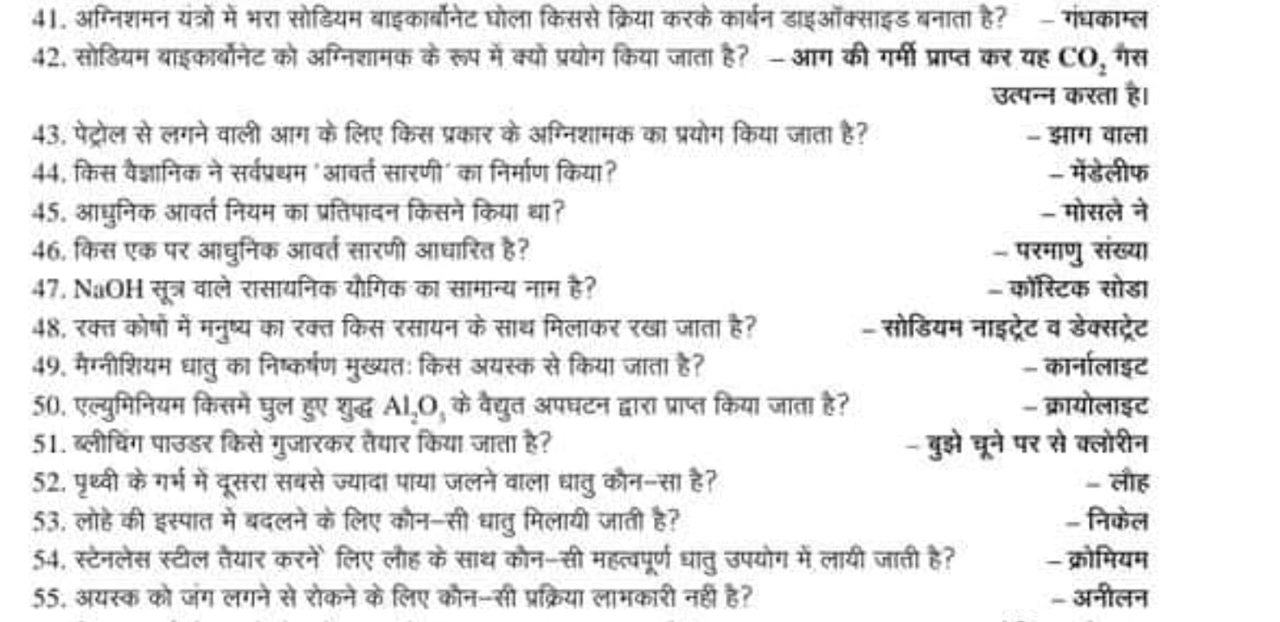 41. अग्निशमन यंत्रो में भरा सोडियम बाइकार्बोनेट घोला किससे क्रिया करके कार्बन डाइऑक्साइड बनाता है? – गंधकाम्ल
42. सोडियम बाइकार्बोनेट को अग्निशामक के रूप में क्यो प्रयोग किया जाता है? – आग की गर्मी प्राप्त कर यह CO₂ गैस
उत्पन्न करता है।
43. पेट्रोल से लगने वाली आग के लिए किस प्रकार के अग्निशामक का प्रयोग किया जाता है? – झाग वाला
44. किस वैज्ञानिक ने सर्वप्रथम 'आवर्त सारणी' का निर्माण किया? – मेंडेलीफ
45. आधुनिक आवर्त नियम का प्रतिपादन किसने किया था? – मोसले ने
46. किस एक पर आधुनिक आवर्त सारणी आधारित है? – परमाणु संख्या
47. NaOH सूत्र वाले रासायनिक यौगिक का सामान्य नाम है? – कॉस्टिक सोडा
48. रक्त कोषों में मनुष्य का रक्त किस रसायन के साथ मिलाकर रखा जाता है? – सोडियम नाइट्रेट व डेक्सट्रेट
49. मैग्नीशियम धातु का निष्कर्षण मुख्यतः किस अयस्क से किया जाता है? – कार्नालाइट
50. एल्युमिनियम किसमें घुल हुए शुद्ध Al₂O₃ के वैद्युत अपघटन द्वारा प्राप्त किया जाता है? – क्रायोलाइट
51. ब्लीचिंग पाउडर किसे गुजारकर तैयार किया जाता है? – बुझे चूने पर से क्लोरीन
52. पृथ्वी के गर्भ में दूसरा सबसे ज्यादा पाया जलने वाला धातु कौन–सा है? – लौह
53. लोहे की इस्पात मे बदलने के लिए कौन–सी धातु मिलायी जाती है? – निकेल
54. स्टेनलेस स्टील तैयार करने` लिए लौह के साथ कौन–सी महत्वपूर्ण धातु उपयोग में लायी जाती है? – क्रोमियम
55. अयस्क को जंग लगने से रोकने के लिए कौन–सी प्रक्रिया लाभकारी नहीं है? – अनीलन